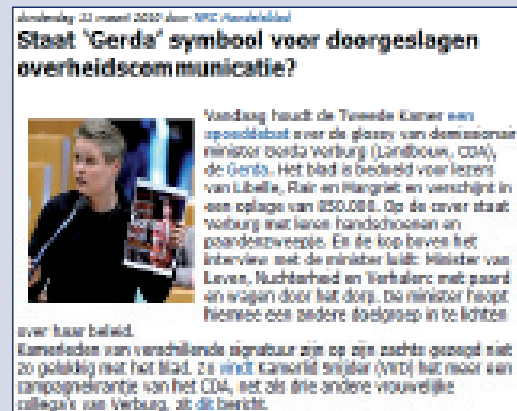 donderdag 11 maart 2010 door NRC Handelsblad
Staat 'Gerda' symbool voor doorgeslagen
overheidscommunicatie?
Vandaag houdt de Tweede Kamer een
spoeddebat over de glossy van demissionair
minister Gerda Verburg (Landbouw, CDA),
de Gerda. Het blad is bedoeld voor lezers
van Libelle, Flair en Margriet en verschijnt in
een oplage van 850.000. Op de cover staat
Verburg met leren handschoenen en
paardenzweepje. En de kop boven het
interview met de minister luidt: Minister van
Leven, Nuchterheid en Verhalen: met paard
en wagen door het dorp. De minister hoopt
hiermee een andere doelgroep in te lichten
over haar beleid.
Kamerleden van verschillende signatuur zijn op zijn zachts gezegd niet
zo gelukkig met het blad. Zo vindt Kamerlid Snijder (VVD) het meer een
campagnekrantje van het CDA, net als drie andere vrouwelijke
collega's van Verburg, zit dit bericht.